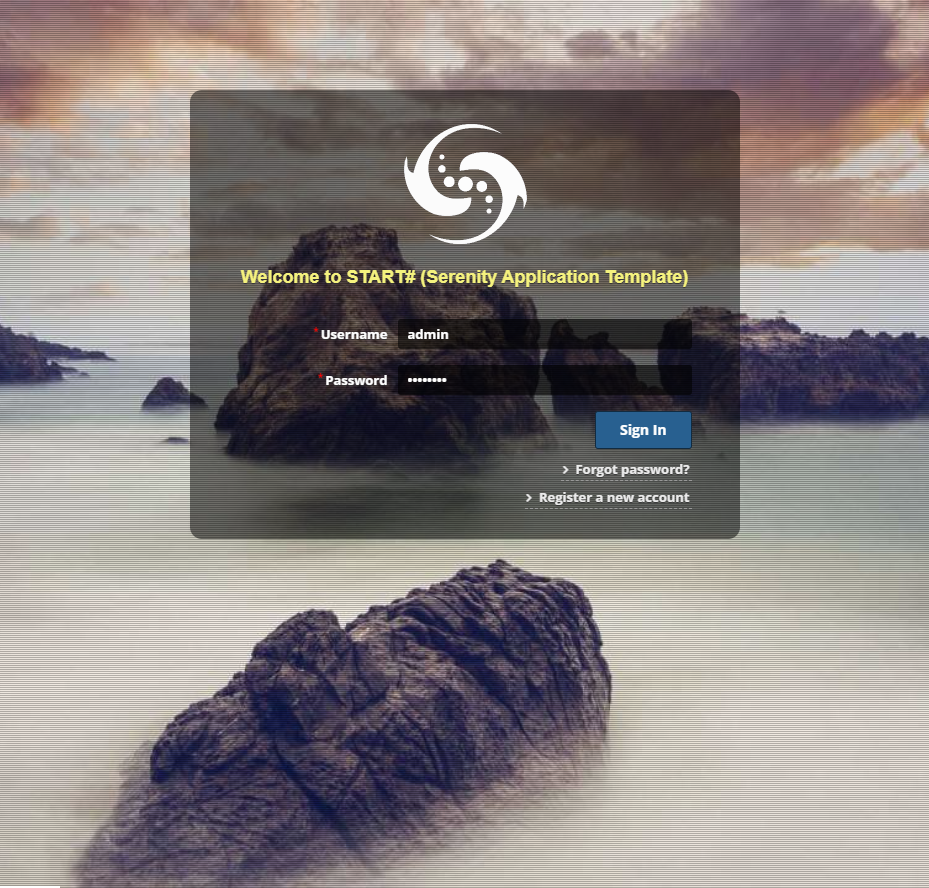 Welcome to START# (Serenity Application Template)
* Username admin
* Password ••••••••
Sign In
Forgot password?
Register a new account